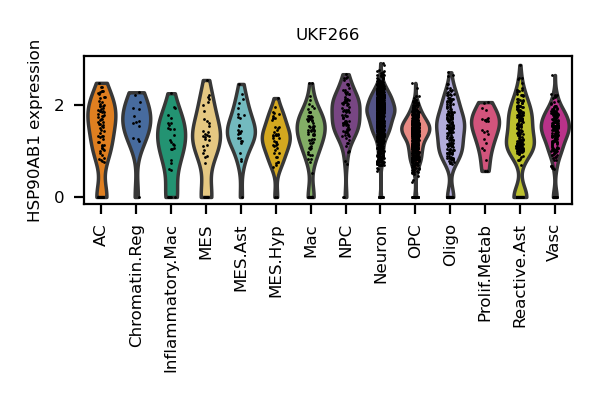 UKF266
HSP90AB1 expression
2
0
AC
Chromatin.Reg
Inflammatory.Mac
MES
MES.Ast
MES.Hyp
Mac
NPC
Neuron
OPC
Oligo
Prolif.Metab
Reactive.Ast
Vasc